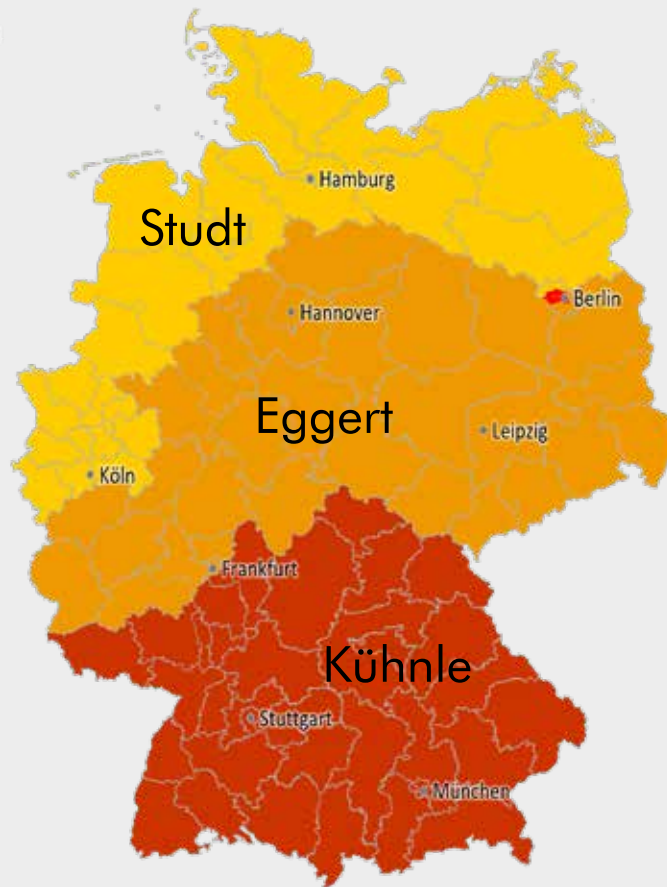 Hamburg
Studt
Berlin
Hannover
Eggert
Leipzig
Köln
Frankfurt
Kühnle
Stuttgart
München